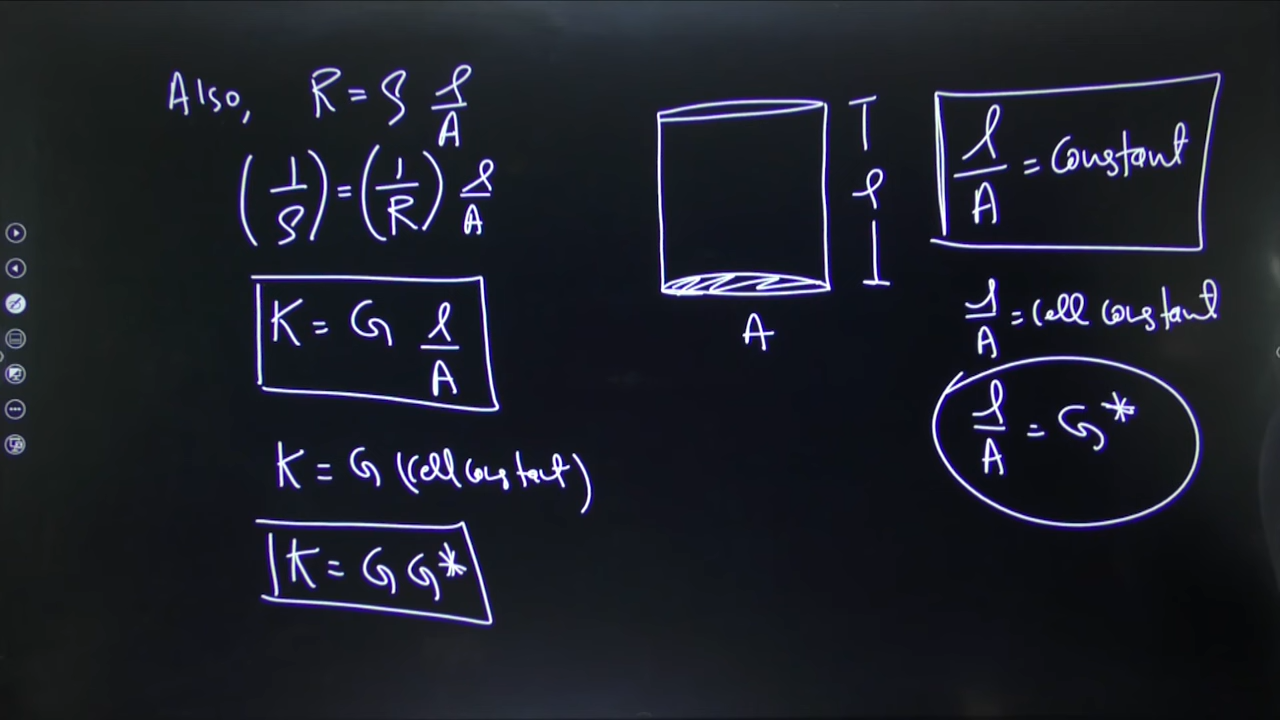 Also, R = ρ l/A
(1/ρ) = (1/R) l/A
K = G l/A
K = G (cell constant)
K = G G*
l
A
l/A = Constant
l/A = cell constant
l/A = G*